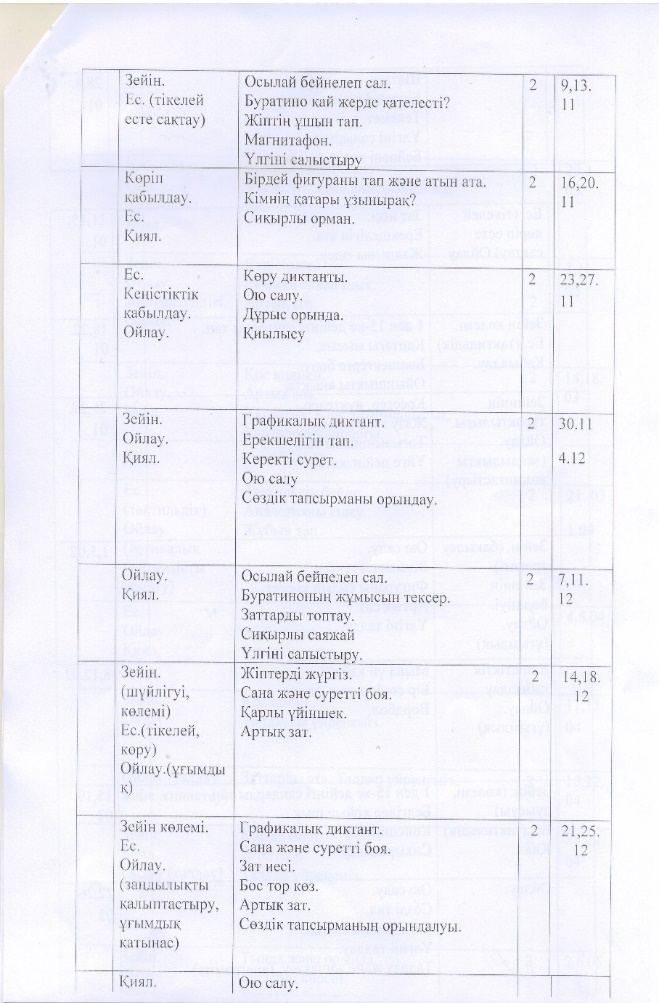 Зейін.
Ес. (тікелей
есте сақтау)
Осылай бейнелеп сал.
Буратино қай жерде қателесті?
Жіптің ұшын тап.
Магнитафон.
Үлгіні салыстыру
2
9,13.
11
Көріп
қабылдау.
Ес.
Қиял.
Бірдей фигураны тап және атын ата.
Кімнің қатары ұзынырақ?
Сиқырлы орман.
2
16,20.
11
Ес.
Кеңістіктік
қабылдау.
Ойлау.
Көру диктанты.
Ою салу.
Дұрыс орында.
Қиылысу
2
23,27.
11
Зейін.
Ойлау.
Қиял.
Графикалық диктант.
Ерекшелігін тап.
Керекті сурет.
Ою салу
Сөздік тапсырманы орындау.
2
30.11
4.12
Ойлау.
Қиял.
Осылай бейнелеп сал.
Буратиноның жұмысын тексер.
Заттарды топтау.
Сиқырлы саяжай
Үлгіні салыстыру.
2
7,11.
12
Зейін.
(шүйлігуі,
көлемі)
Ес.(тікелей,
көру)
Ойлау.(ұғымды
қ)
Жіптерді жүргіз.
Сана және суретті боя.
Қарлы үйіншек.
Артық зат.
2
14,18.
12
Зейін көлемі.
Ес.
Ойлау.
(заңдылықты
қалыптастыру,
ұғымдық
қатынас)
Графикалық диктант.
Сана және суретті боя.
Зат иесі.
Бос тор көз.
Артық зат.
Сөздік тапсырманың орындалуы.
2
21,25.
12
Қиял.
Ою салу.